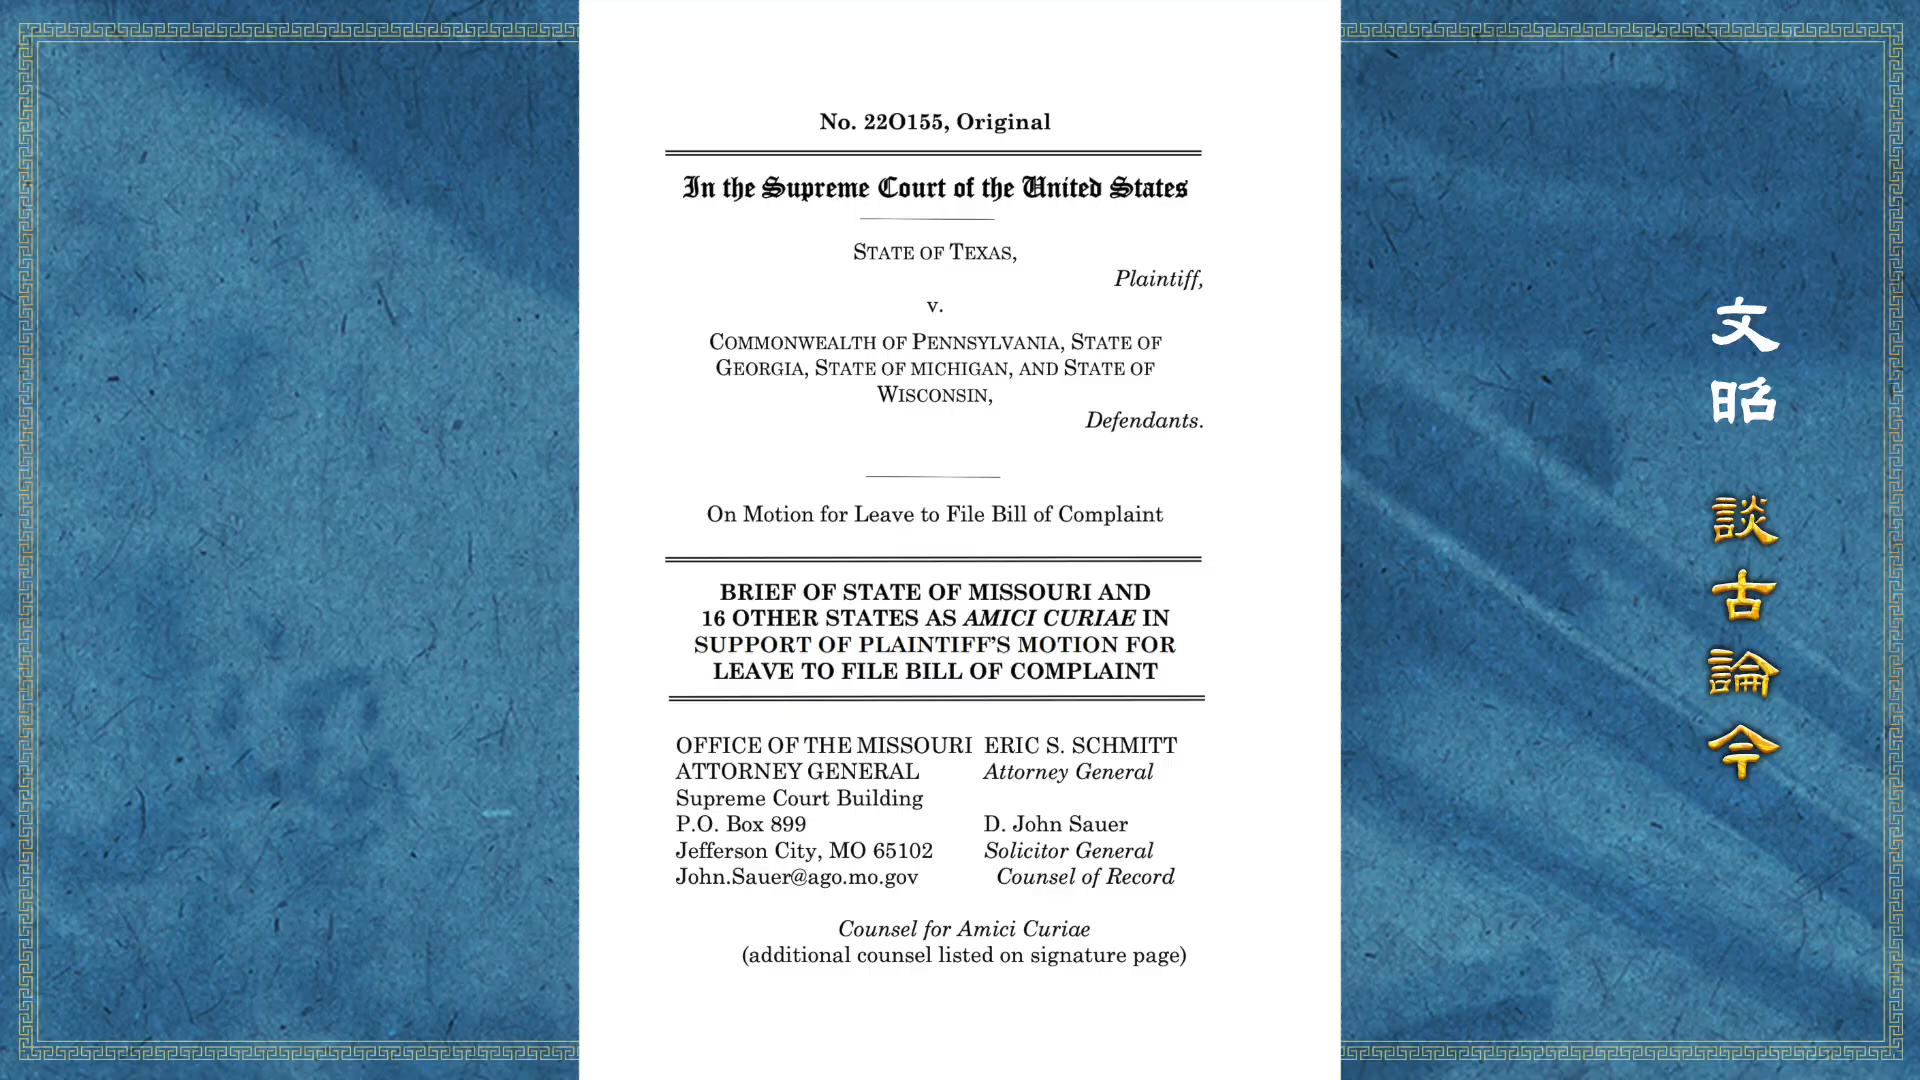 No. 22O155, Original
In the Supreme Court of the United States
STATE OF TEXAS,
Plaintiff,
v.
COMMONWEALTH OF PENNSYLVANIA, STATE OF
GEORGIA, STATE OF MICHIGAN, AND STATE OF
WISCONSIN,
Defendants.
On Motion for Leave to File Bill of Complaint
BRIEF OF STATE OF MISSOURI AND
16 OTHER STATES AS AMICI CURIAE IN
SUPPORT OF PLAINTIFF’S MOTION FOR
LEAVE TO FILE BILL OF COMPLAINT
OFFICE OF THE MISSOURI
ATTORNEY GENERAL
Supreme Court Building
P.O. Box 899
Jefferson City, MO 65102
John.Sauer@ago.mo.gov
ERIC S. SCHMITT
Attorney General
D. John Sauer
Solicitor General
Counsel of Record
Counsel for Amici Curiae
(additional counsel listed on signature page)
文昭
談古論今